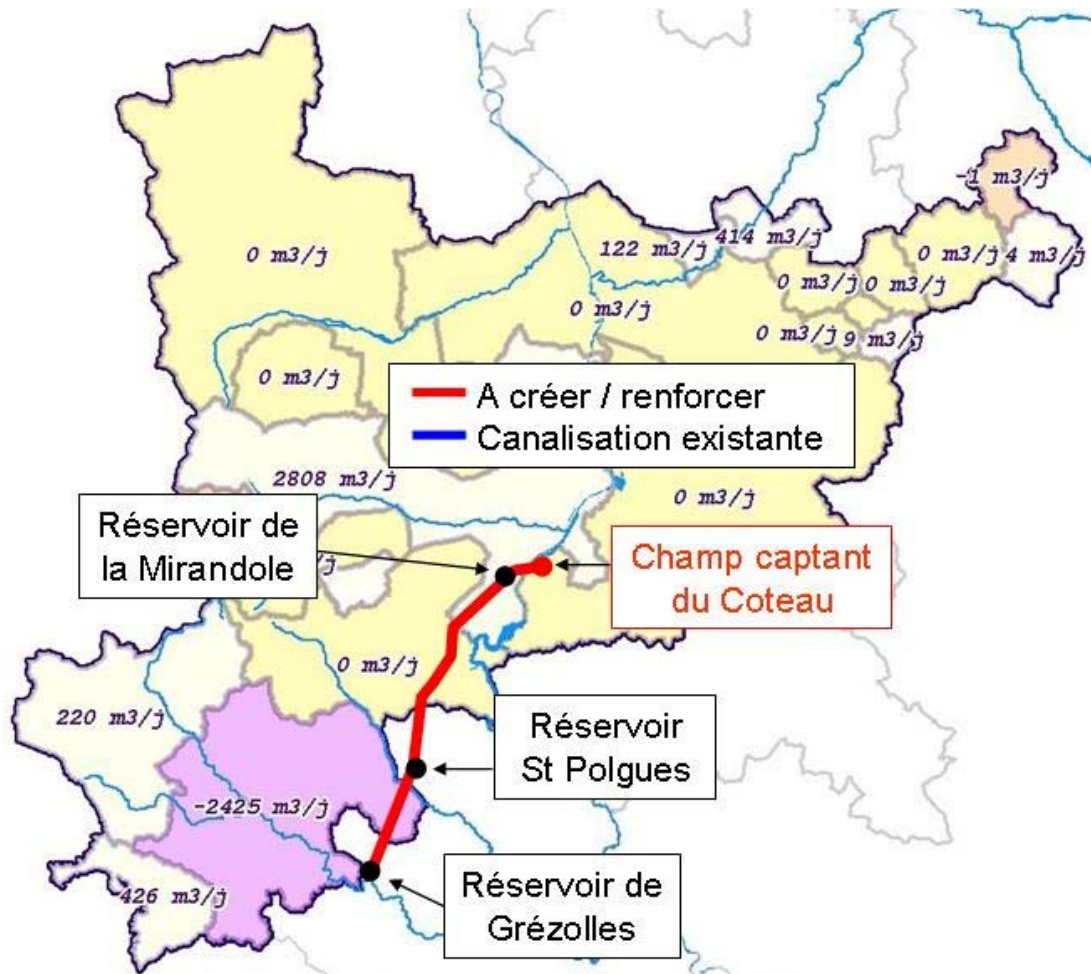 -1 m3/j
122 m3/j
414 m3/j
0 m3/j
0 m3/j
4 m3/j
0 m3/j
0 m3/j
0 m3/j
0 m3/j
9 m3/j
0 m3/j
0 m3/j
A créer / renforcer
Canalisation existante
2808 m3/j
0 m3/j
Réservoir de
la Mirandole
Champ captant
du Coteau
0 m3/j
220 m3/j
Réservoir
St Polgues
-2425 m3/j
426 m3/j
Réservoir de
Grézolles